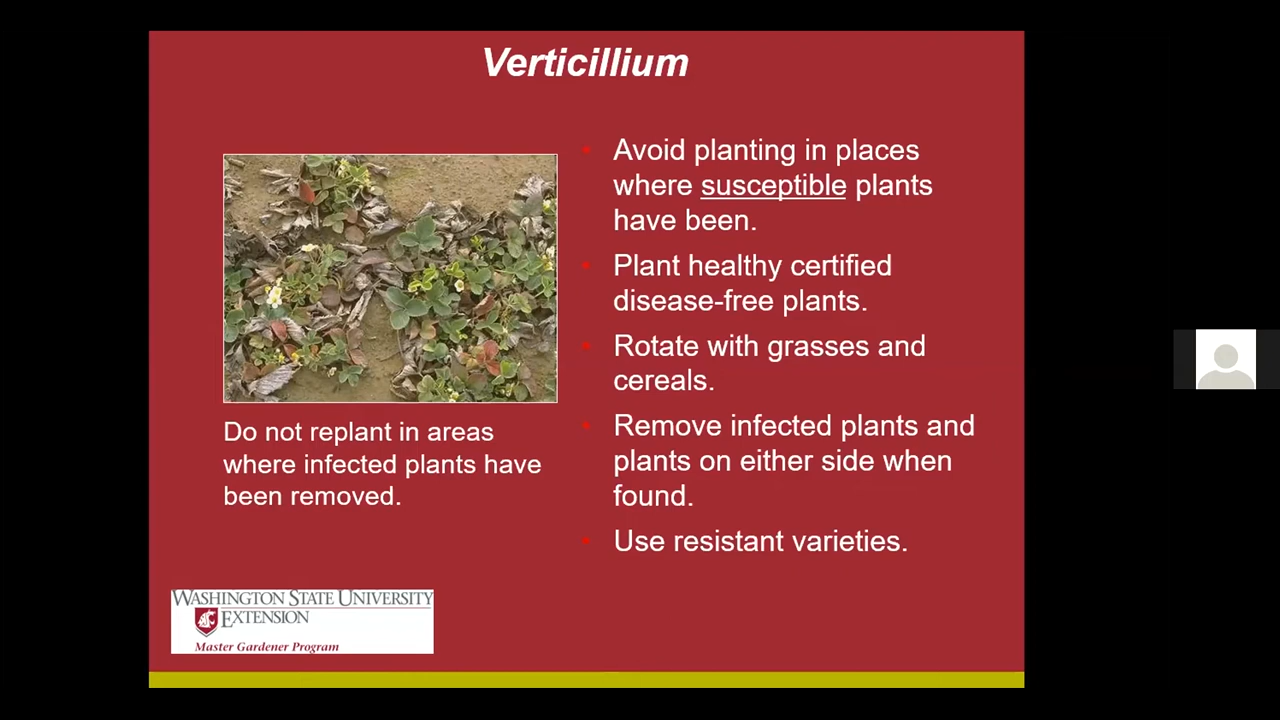 Verticillium
Avoid planting in places
where susceptible plants
have been.
Plant healthy certified
disease-free plants.
Rotate with grasses and
cereals.
Remove infected plants and
plants on either side when
found.
Use resistant varieties.
Do not replant in areas
where infected plants have
been removed.
WASHINGTON STATE UNIVERSITY
EXTENSION
Master Gardener Program